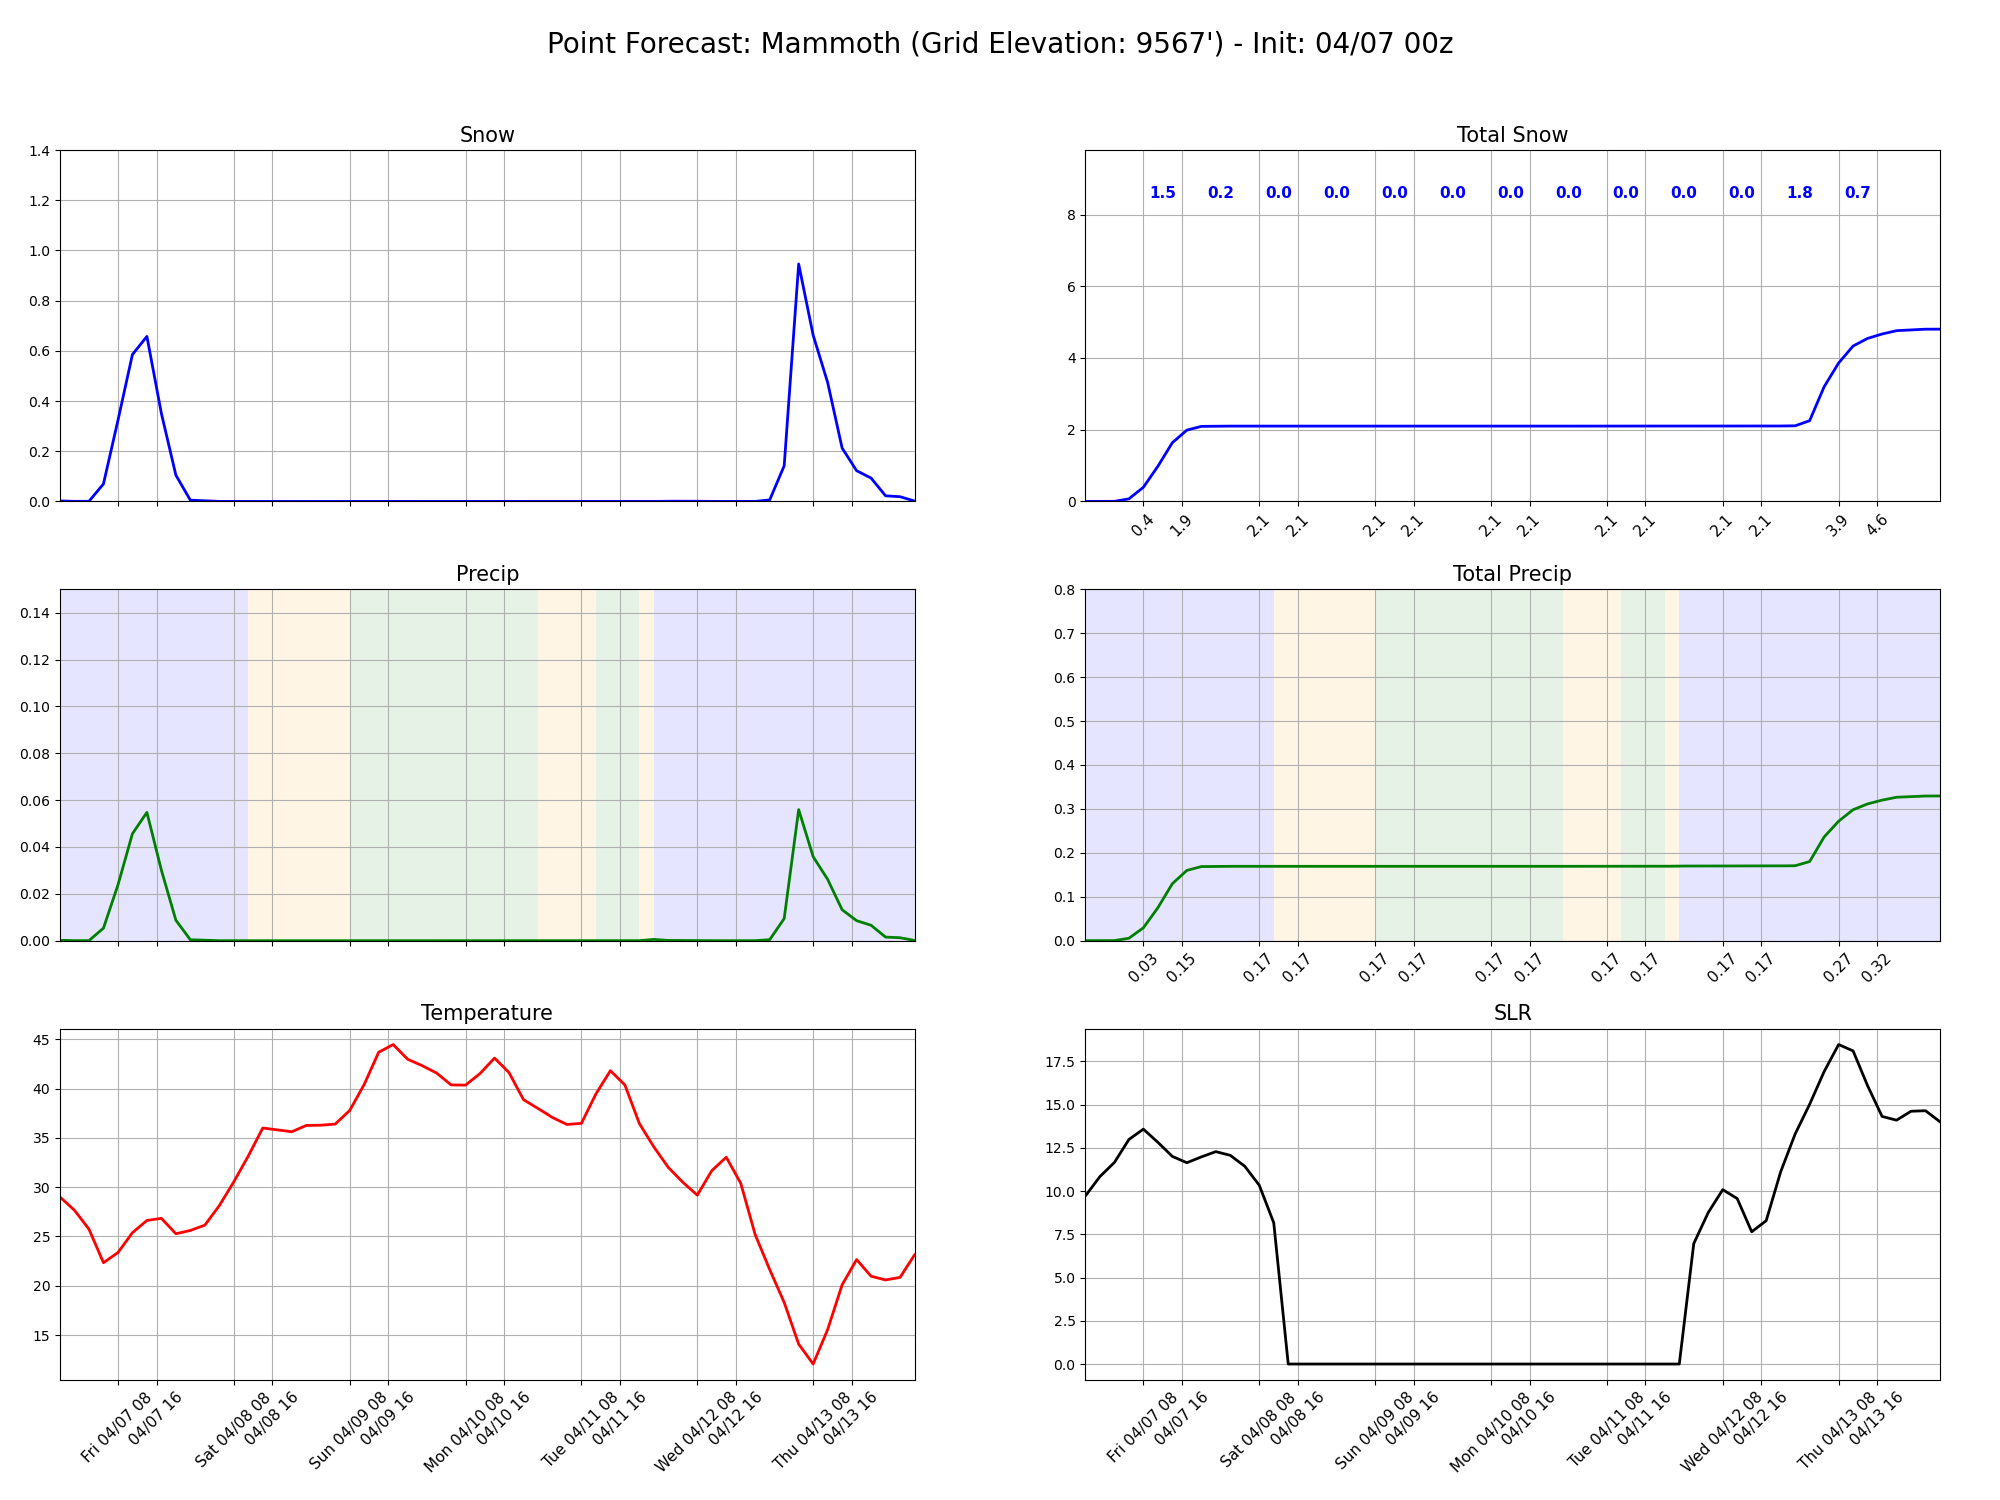 Point Forecast: Mammoth (Grid Elevation: 9567') - Init: 04/07 00z
Snow
1.4
1.2
1.0
0.8
0.6
0.4
0.2
0.0
Total Snow
1.5 0.2 0.0 0.0 0.0 0.0 0.0 0.0 0.0 0.0 0.0 1.8 0.7
8
6
4
2
0
0.4 1.9 2.1 2.1 2.1 2.1 2.1 2.1 2.1 2.1 2.1 2.1 3.9 4.6
Precip
0.14
0.12
0.10
0.08
0.06
0.04
0.02
0.00
Total Precip
0.8
0.7
0.6
0.5
0.4
0.3
0.2
0.1
0.0
0.03 0.15 0.17 0.17 0.17 0.17 0.17 0.17 0.17 0.17 0.17 0.17 0.27 0.32
Temperature
45
40
35
30
25
20
15
Fri 04/07 08
04/07 16
Sat 04/08 08
04/08 16
Sun 04/09 08
04/09 16
Mon 04/10 08
04/10 16
Tue 04/11 08
04/11 16
Wed 04/12 08
04/12 16
Thu 04/13 08
04/13 16
SLR
17.5
15.0
12.5
10.0
7.5
5.0
2.5
0.0
Fri 04/07 08
04/07 16
Sat 04/08 08
04/08 16
Sun 04/09 08
04/09 16
Mon 04/10 08
04/10 16
Tue 04/11 08
04/11 16
Wed 04/12 08
04/12 16
Thu 04/13 08
04/13 16